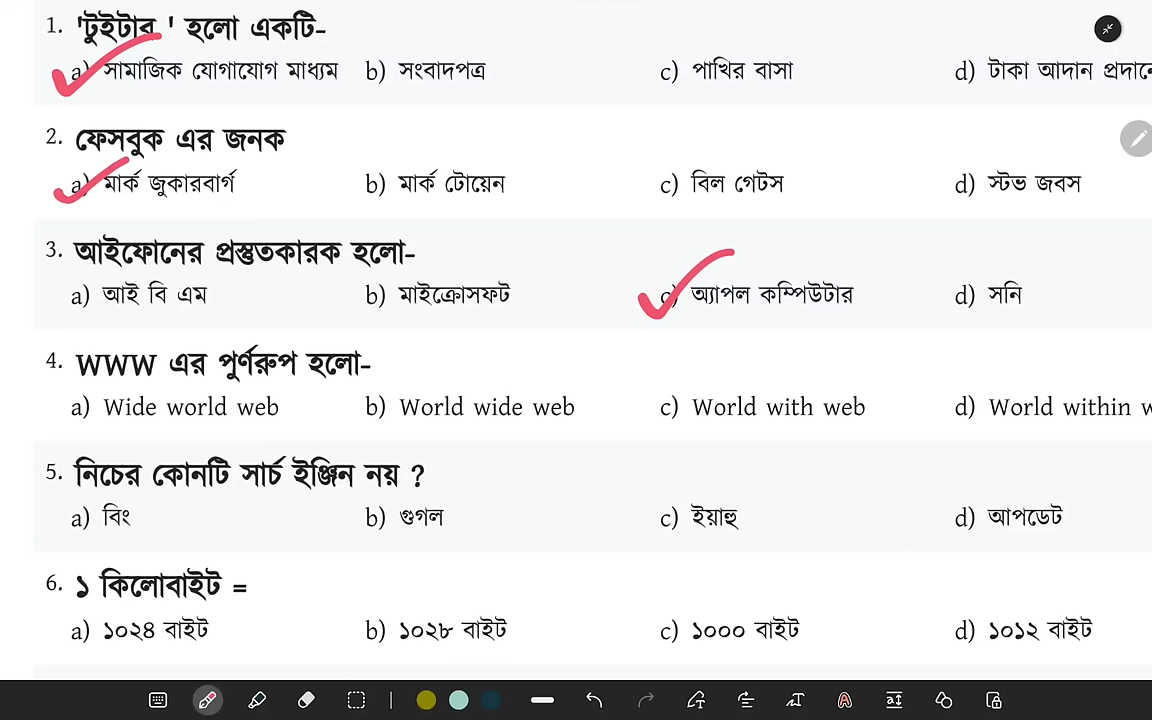 1. 'টুইটার ' হলো একটি-
a) সামাজিক যোগাযোগ মাধ্যম b) সংবাদপত্র c) পাখির বাসা d) টাকা আদান
2. ফেসবুক এর জনক
a) মার্ক জুকারবার্গ b) মার্ক টোয়েন c) বিল গেটস d) স্টভ জবস
3. আইফোনের প্রস্তুতকারক হলো-
a) আই বি এম b) মাইক্রোসফট c) অ্যাপল কম্পিউটার d) সনি
4. WWW এর পুর্ণরুপ হলো-
a) Wide world web b) World wide web c) World with web d) World within
5. নিচের কোনটি সার্চ ইঞ্জিন নয় ?
a) বিং b) গুগল c) ইয়াহু d) আপডেট
6. ১ কিলোবাইট =
a) ১০২৪ বাইট b) ১০২৮ বাইট c) ১০০০ বাইট d) ১০১২ বাইট